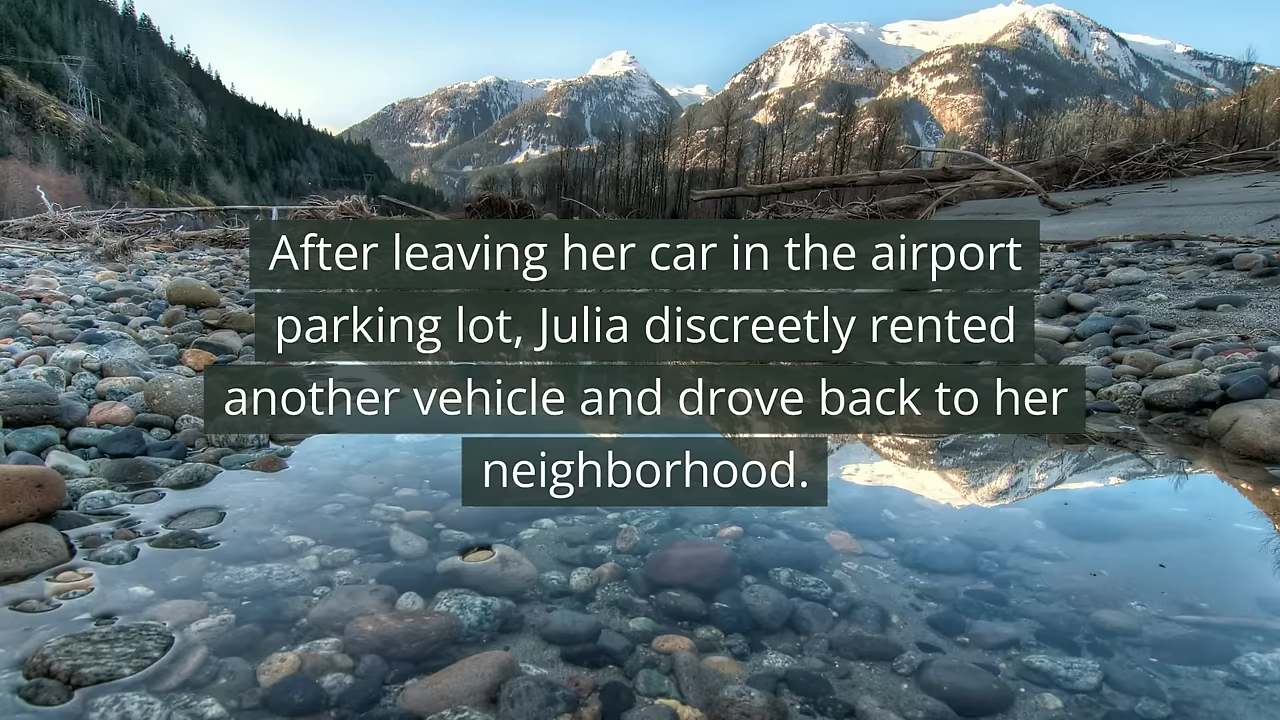 After leaving her car in the airport
parking lot, Julia discreetly rented
another vehicle and drove back to her
neighborhood.